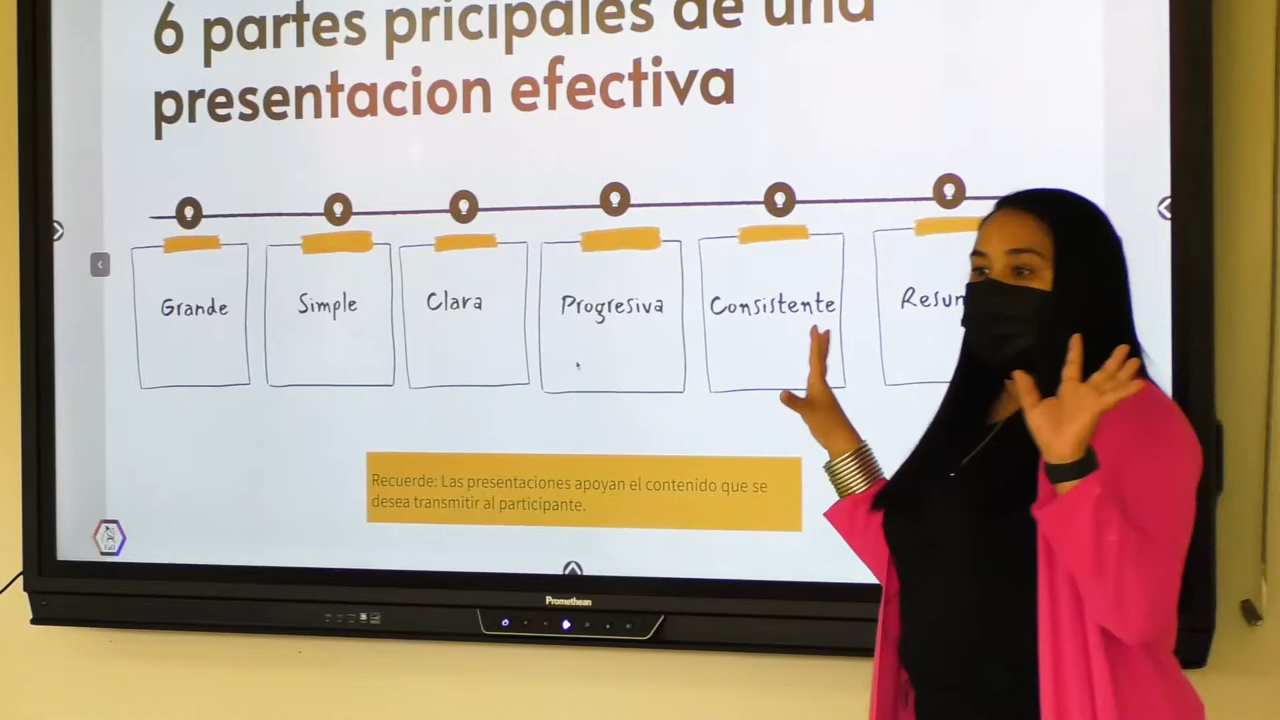 6 partes pricipales de una
presentacion efectiva
Grande
Simple
Clara
Progresiva
Consistente
Recuerde: Las presentaciones apoyan el contenido que se
desea transmitir al participante.
Promethean